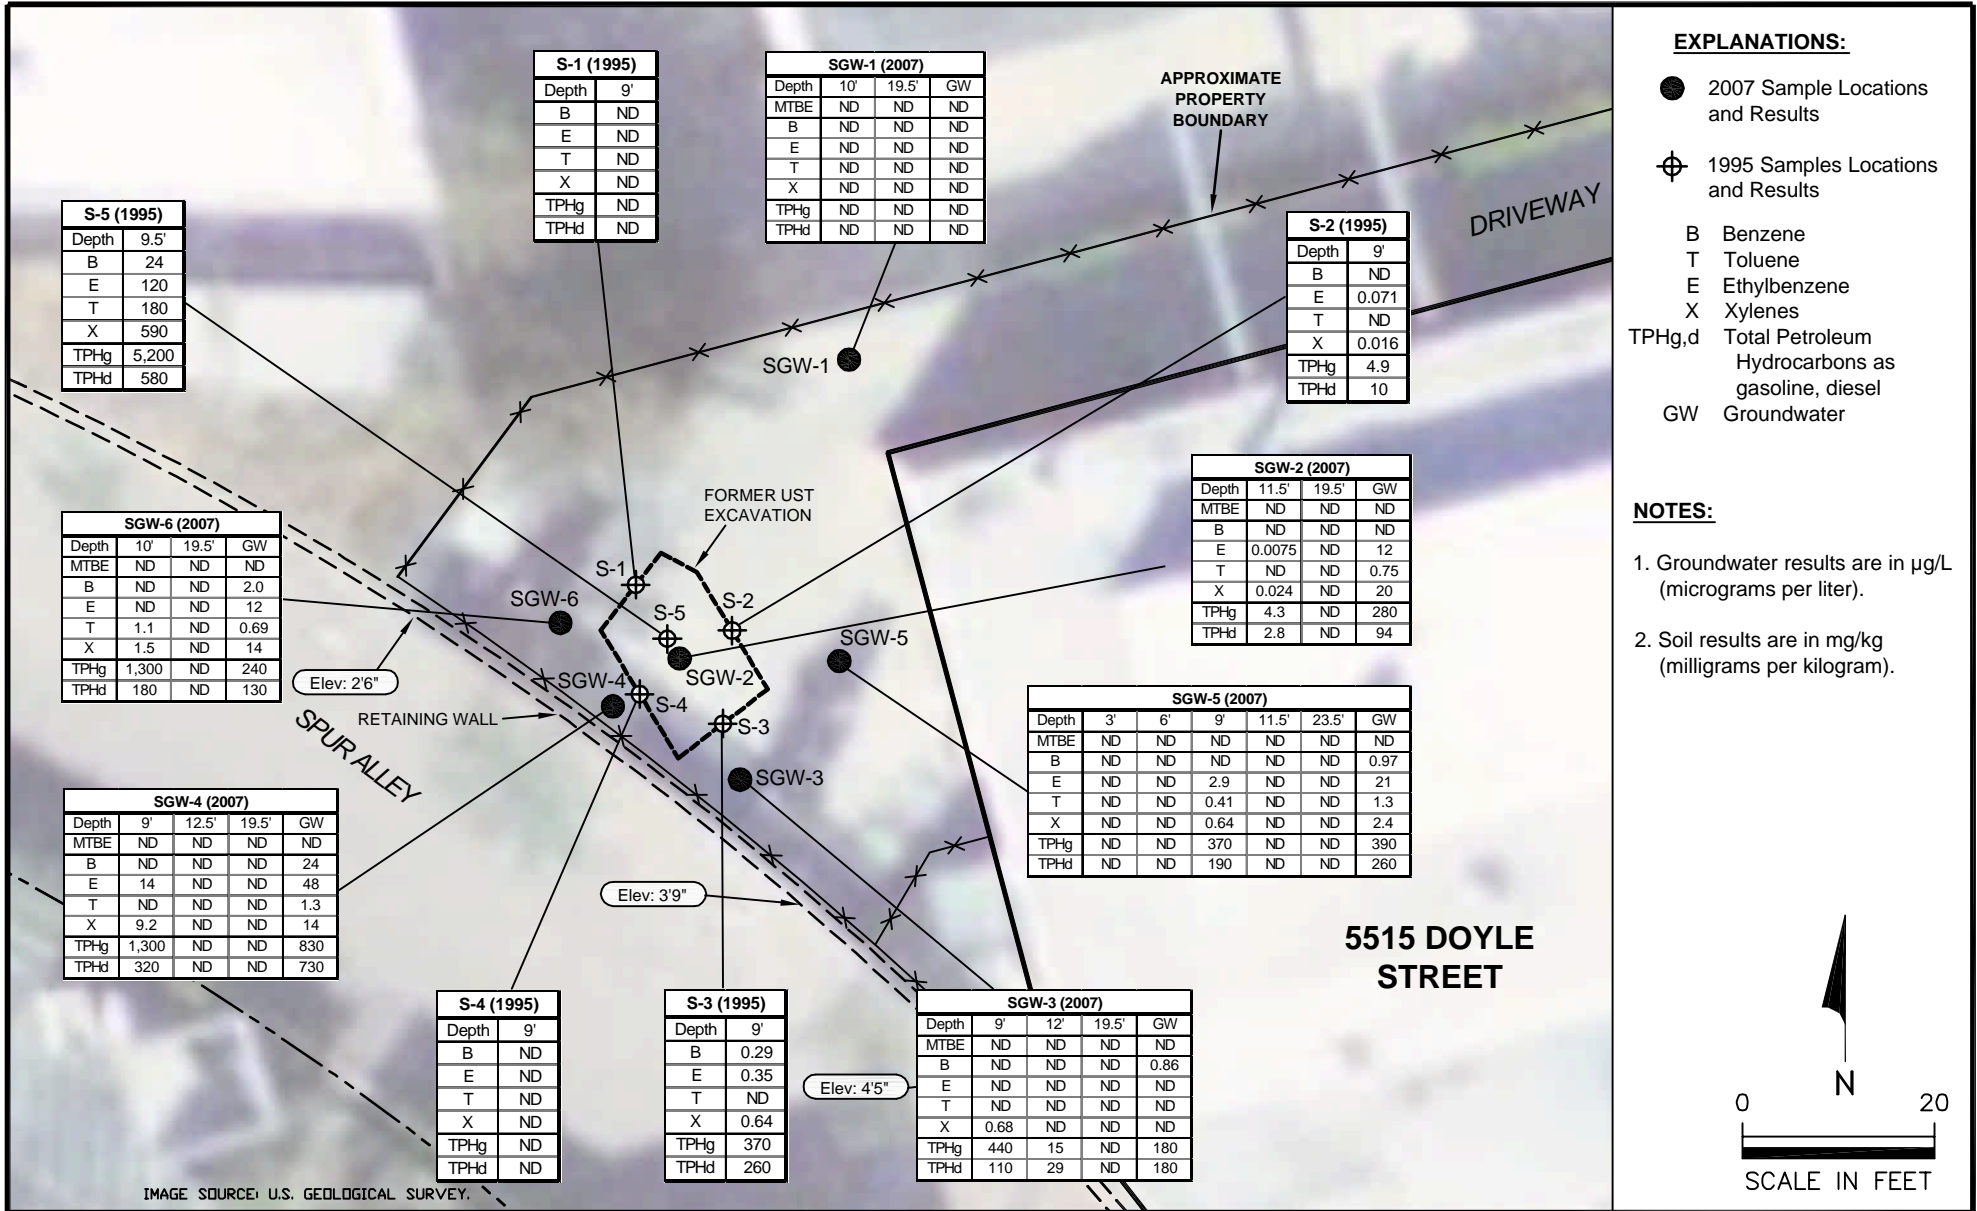 S-1 (1995)
Depth 9'
B ND
E ND
T ND
X ND
TPHg ND
TPHd ND
SGW-1 (2007)
Depth 10' 19.5' GW
MTBE ND ND ND
B ND ND ND
E ND ND ND
T ND ND ND
X ND ND ND
TPHg ND ND ND
TPHd ND ND ND
APPROXIMATE
PROPERTY
BOUNDARY
DRIVEWAY
S-5 (1995)
Depth 9.5'
B 24
E 120
T 180
X 590
TPHg 5,200
TPHd 580
S-2 (1995)
Depth 9'
B ND
E 0.071
T ND
X 0.016
TPHg 4.9
TPHd 10
SGW-1
FORMER UST
EXCAVATION
SGW-2 (2007)
Depth 11.5' 19.5' GW
MTBE ND ND ND
B ND ND ND
E 0.0075 ND 12
T ND ND 0.75
X 0.024 ND 20
TPHg 4.3 ND 280
TPHd 2.8 ND 94
SGW-6 (2007)
Depth 10' 19.5' GW
MTBE ND ND ND
B ND ND 2.0
E ND ND 12
T 1.1 ND 0.69
X 1.5 ND 14
TPHg 1,300 ND 240
TPHd 180 ND 130
S-1
SGW-6
S-5
S-2
SGW-5
SGW-2
SGW-4
S-4
S-3
SGW-3
Elev: 2'6"
RETAINING WALL
SPUR ALLEY
SGW-5 (2007)
Depth 3' 6' 9' 11.5' 23.5' GW
MTBE ND ND ND ND ND ND
B ND ND ND ND ND 0.97
E ND ND 2.9 ND ND 21
T ND ND 0.41 ND ND 1.3
X ND ND 0.64 ND ND 2.4
TPHg ND ND 370 ND ND 390
TPHd ND ND 190 ND ND 260
SGW-4 (2007)
Depth 9' 12.5' 19.5' GW
MTBE ND ND ND ND
B ND ND ND 24
E 14 ND ND 48
T ND ND ND 1.3
X 9.2 ND ND 14
TPHg 1,300 ND ND 830
TPHd 320 ND ND 730
Elev: 3'9"
5515 DOYLE
STREET
S-4 (1995)
Depth 9'
B ND
E ND
T ND
X ND
TPHg ND
TPHd ND
S-3 (1995)
Depth 9'
B 0.29
E 0.35
T ND
X 0.64
TPHg 370
TPHd 260
Elev: 4'5"
SGW-3 (2007)
Depth 9' 12' 19.5' GW
MTBE ND ND ND ND
B ND ND ND 0.86
E ND ND ND ND
T ND ND ND ND
X 0.68 ND ND ND
TPHg 440 15 ND 180
TPHd 110 29 ND 180
IMAGE SOURCE: U.S. GEOLOGICAL SURVEY.
EXPLANATIONS:
2007 Sample Locations
and Results
1995 Samples Locations
and Results
B Benzene
T Toluene
E Ethylbenzene
X Xylenes
TPHg,d Total Petroleum
Hydrocarbons as
gasoline, diesel
GW Groundwater
NOTES:
1. Groundwater results are in µg/L
(micrograms per liter).
2. Soil results are in mg/kg
(milligrams per kilogram).
N
0 20
SCALE IN FEET